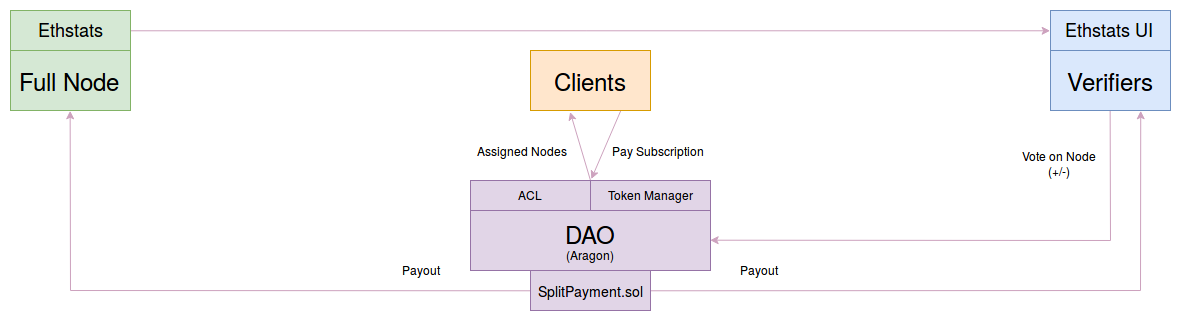 Ethstats
Full Node
Clients
Ethstats UI
Verifiers
Assigned Nodes
Pay Subscription
Vote on Node
(+/-)
ACL
Token Manager
DAO
(Aragon)
Payout
Payout
SplitPayment.sol